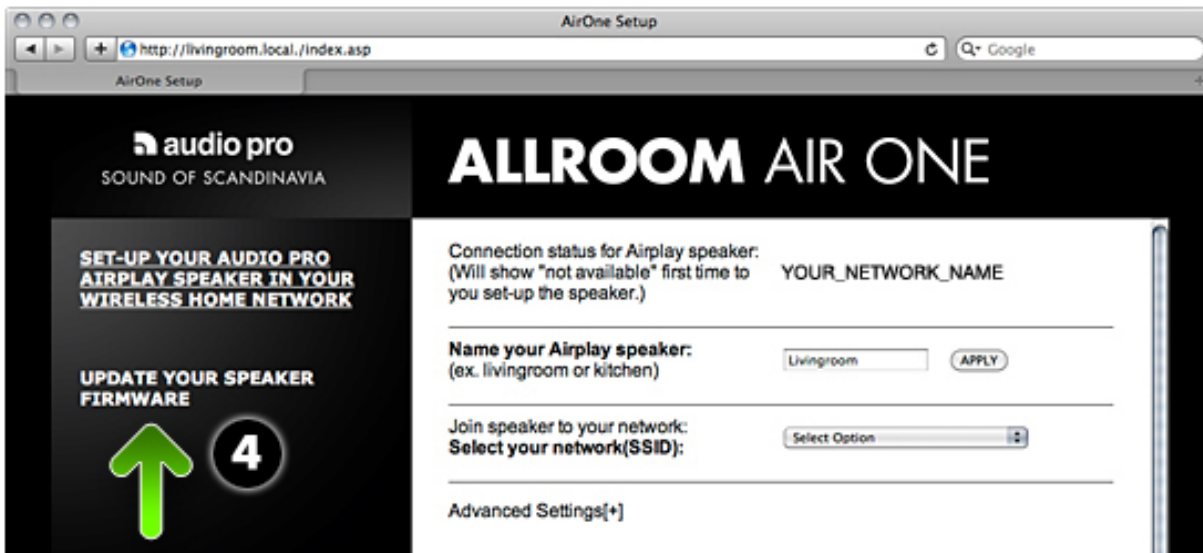 AirOne Setup
http://livingroom.local./index.asp
Google
AirOne Setup
audio pro
SOUND OF SCANDINAVIA
ALLROOM AIR ONE
SET-UP YOUR AUDIO PRO
AIRPLAY SPEAKER IN YOUR
WIRELESS HOME NETWORK
UPDATE YOUR SPEAKER
FIRMWARE
4
Connection status for Airplay speaker:
(Will show "not available" first time to
you set-up the speaker.)
YOUR_NETWORK_NAME
Name your Airplay speaker:
(ex. livingroom or kitchen)
Livingroom
APPLY
Join speaker to your network:
Select your network(SSID):
Select Option
Advanced Settings[+]